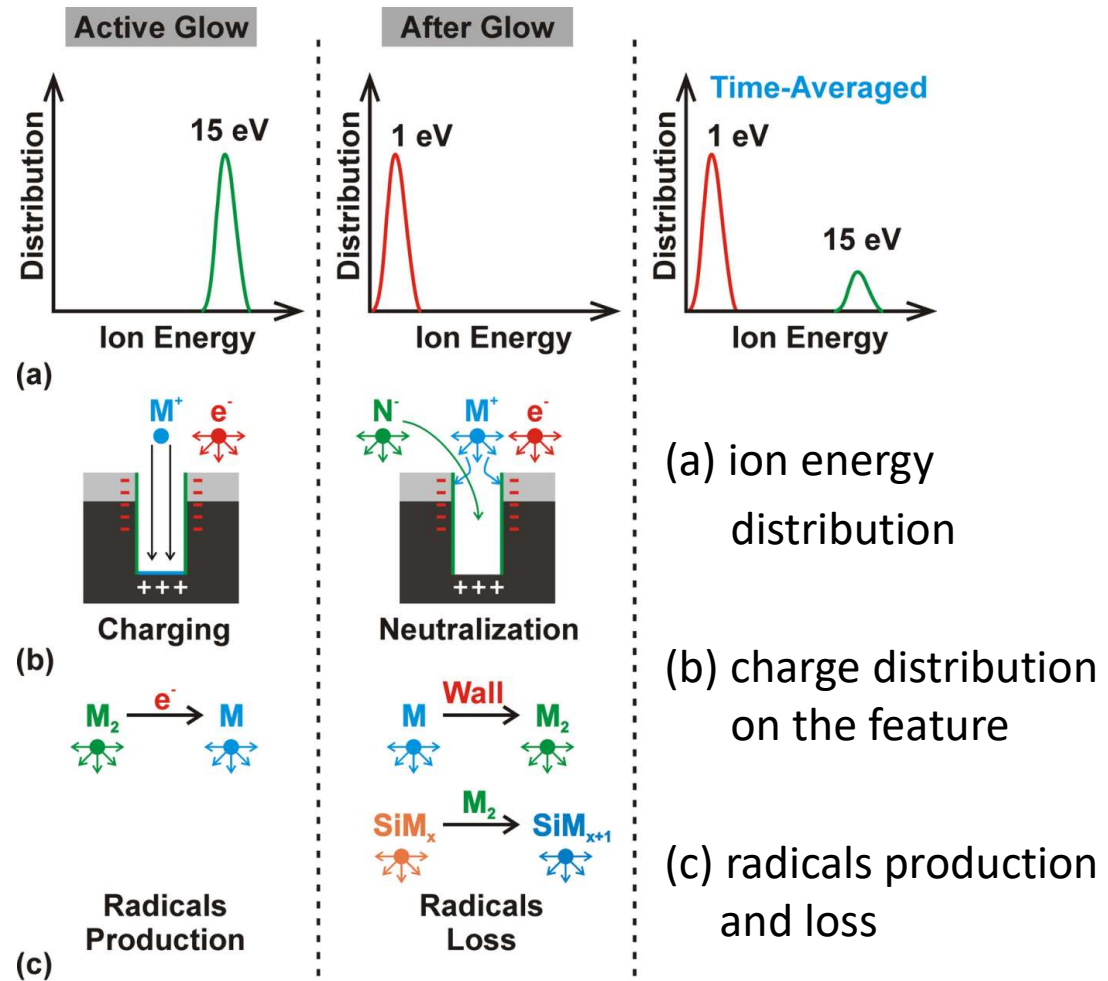 Active Glow
After Glow
Time-Averaged
Distribution
15 eV
Ion Energy
Distribution
1 eV
Ion Energy
Distribution
1 eV
15 eV
Ion Energy
(a)
M⁺ e⁻
- - - - - - - -
+ + +
Charging
N⁻ M⁺ e⁻
- - - - - - - -
+ + +
Neutralization
(b)
(a) ion energy
distribution
(b) charge distribution
on the feature
M₂ e⁻ M
Radicals
Production
M Wall M₂
SiMₓ M₂ SiMₓ₊₁
Radicals
Loss
(c)
(c) radicals production
and loss